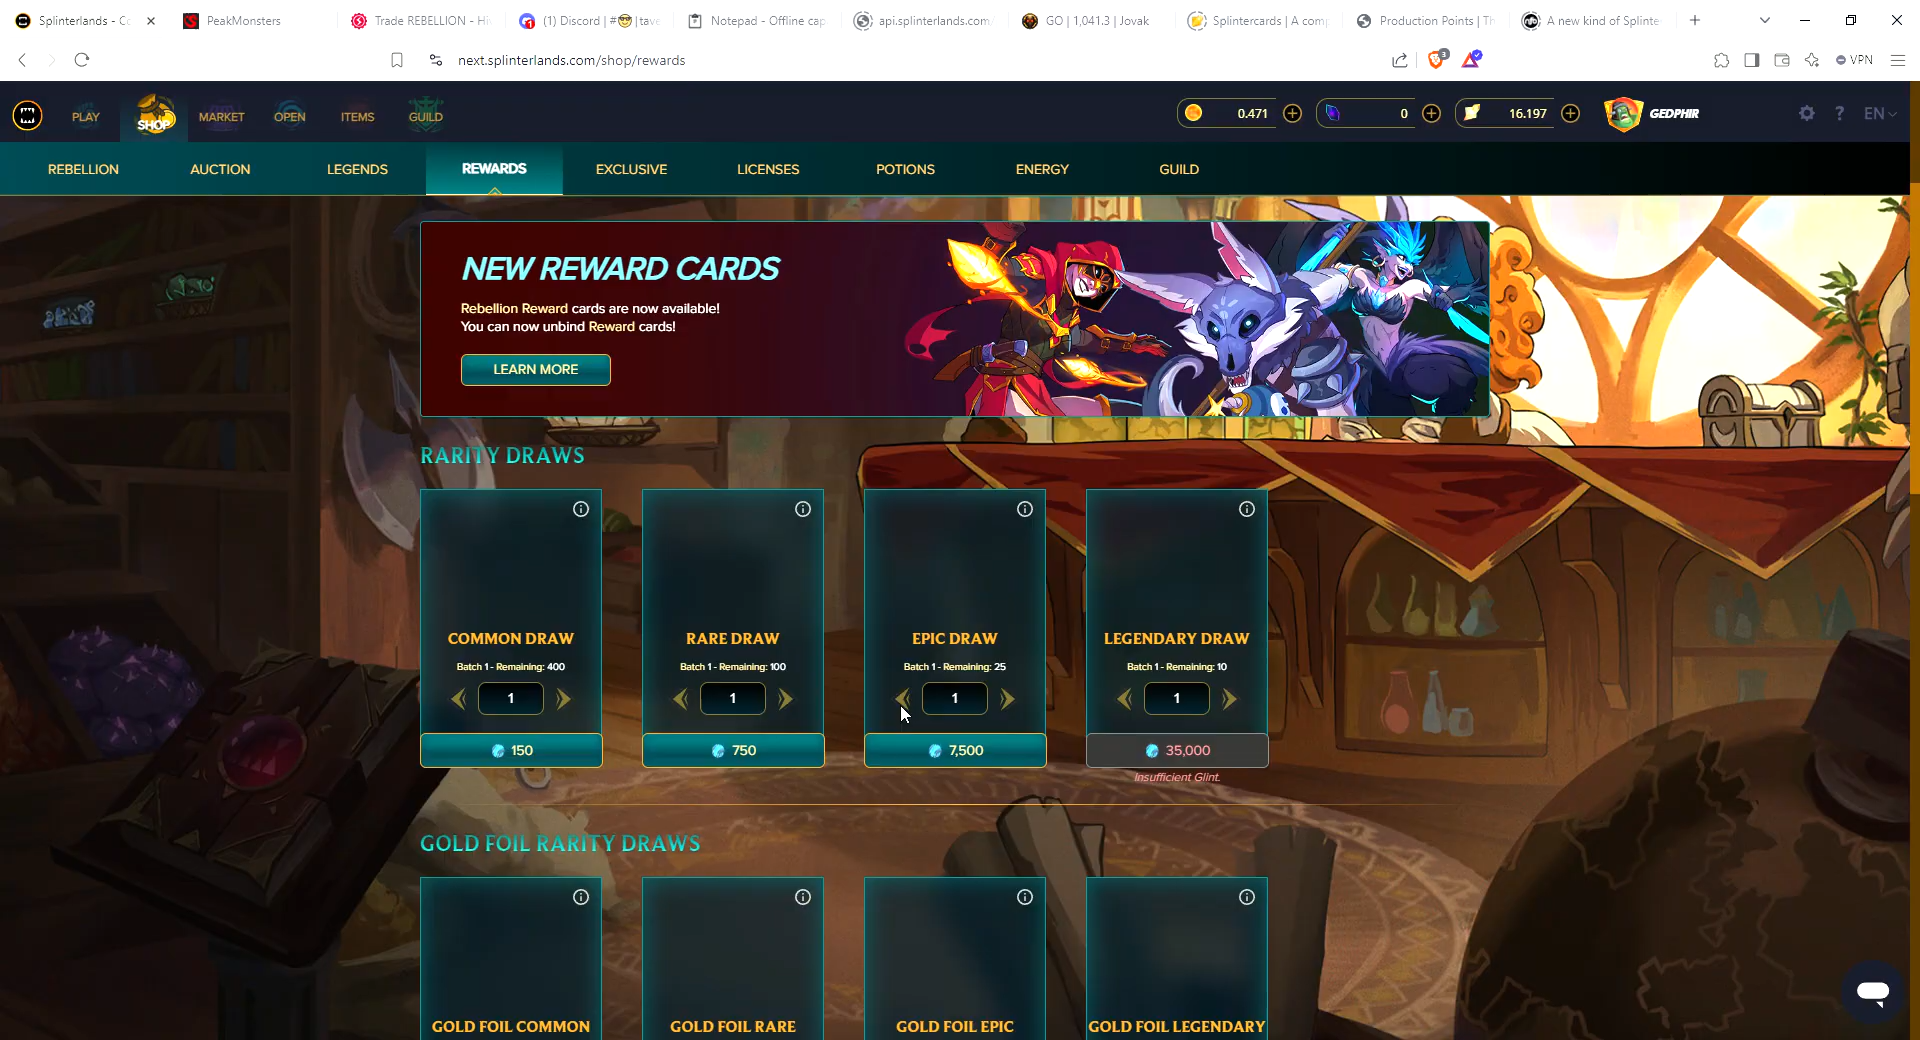 Splinterlands - Co
PeakMonsters
Trade REBELLION - Hi
(1) Discord | #😎|tave
Notepad - Offline cap
api.splinterlands.com/
GO | 1,041.3 | Jovak
Splintercards | A comp
Production Points | Th
A new kind of Splinte
next.splinterlands.com/shop/rewards
3
VPN
PLAY
SHOP
MARKET
OPEN
ITEMS
GUILD
0.471
0
16.197
GEDPHIR
?
EN
REBELLION
AUCTION
LEGENDS
REWARDS
EXCLUSIVE
LICENSES
POTIONS
ENERGY
GUILD
NEW REWARD CARDS
Rebellion Reward cards are now available!
You can now unbind Reward cards!
LEARN MORE
RARITY DRAWS
COMMON DRAW
Batch 1 - Remaining: 400
1
150
RARE DRAW
Batch 1 - Remaining: 100
1
750
EPIC DRAW
Batch 1 - Remaining: 25
1
7,500
LEGENDARY DRAW
Batch 1 - Remaining: 10
1
35,000
Insufficient Glint.
GOLD FOIL RARITY DRAWS
GOLD FOIL COMMON
GOLD FOIL RARE
GOLD FOIL EPIC
GOLD FOIL LEGENDARY